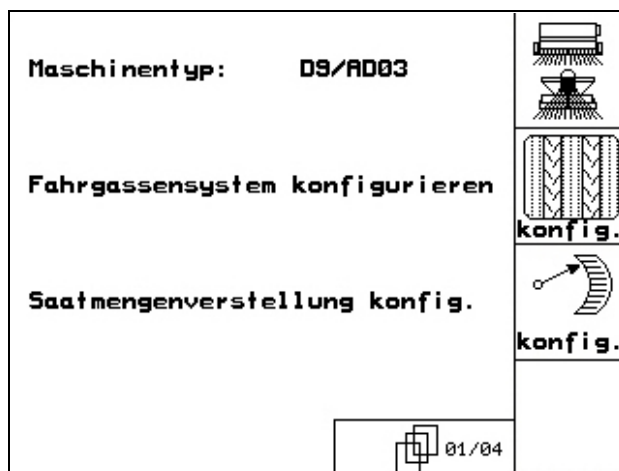 Maschinentyp: D9/AD03
Fahrgassensystem konfigurieren
konfig.
Saatmengenverstellung konfig.
konfig.
01/04